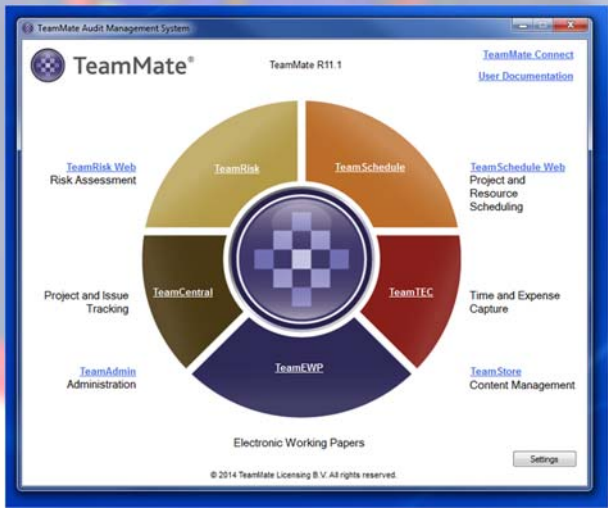 TeamMate Audit Management System
TeamMate®
TeamMate R11.1
TeamMate Connect
User Documentation
TeamRisk Web
Risk Assessment
TeamRisk
TeamSchedule
TeamSchedule Web
Project and
Resource
Scheduling
Project and Issue
Tracking
TeamCentral
TeamTEC
Time and Expense
Capture
TeamAdmin
Administration
TeamEWP
TeamStore
Content Management
Electronic Working Papers
Settings
© 2014 TeamMate Licensing B.V. All rights reserved.